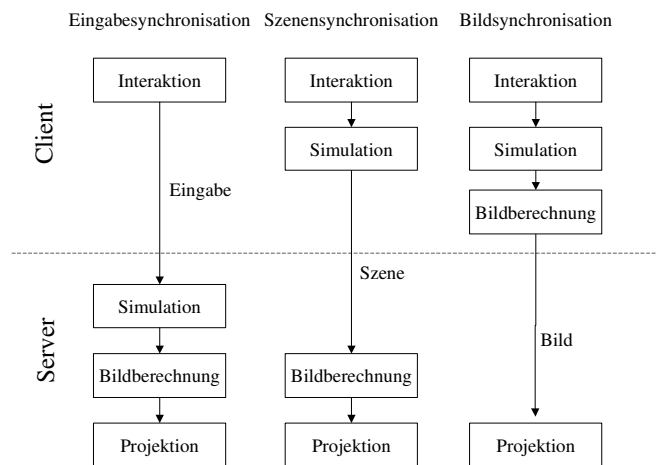 Eingabesynchronisation Szenensynchronisation Bildsynchronisation
Client
Interaktion Interaktion Interaktion
Simulation Simulation
Eingabe
Bildberechnung
Szene
Server
Simulation
Bild
Bildberechnung Bildberechnung
Projektion Projektion Projektion